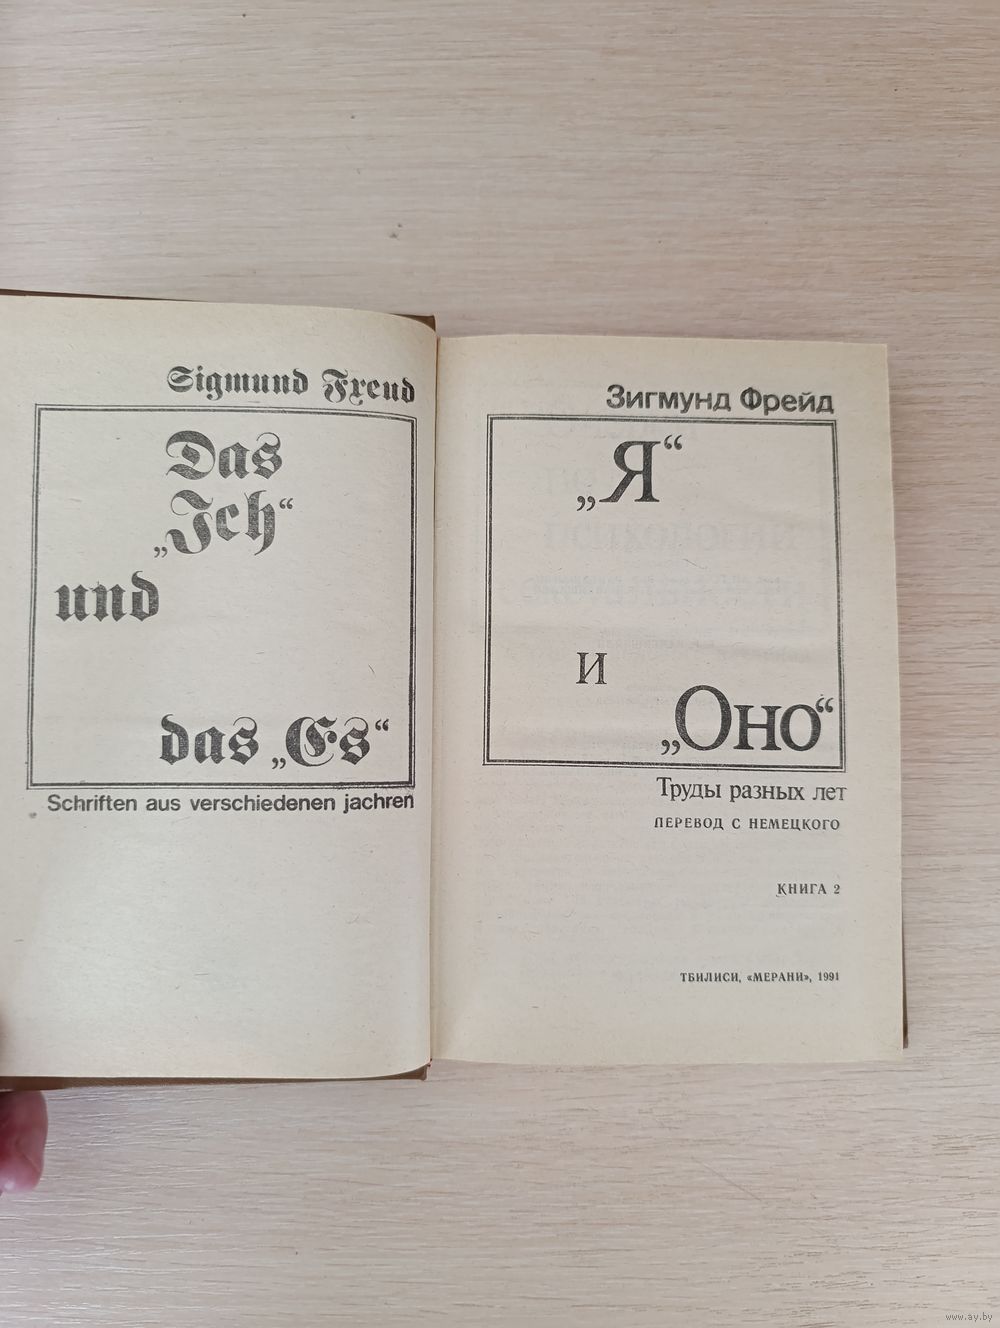 Sigmund Freud
Das
„Ich“
und
das „Es“
Schriften aus verschiedenen jachren
Зигмунд Фрейд
„Я“
и
„Оно“
Труды разных лет
ПЕРЕВОД С НЕМЕЦКОГО
КНИГА 2
ТБИЛИСИ, «МЕРАНИ», 1991
www.ay.by